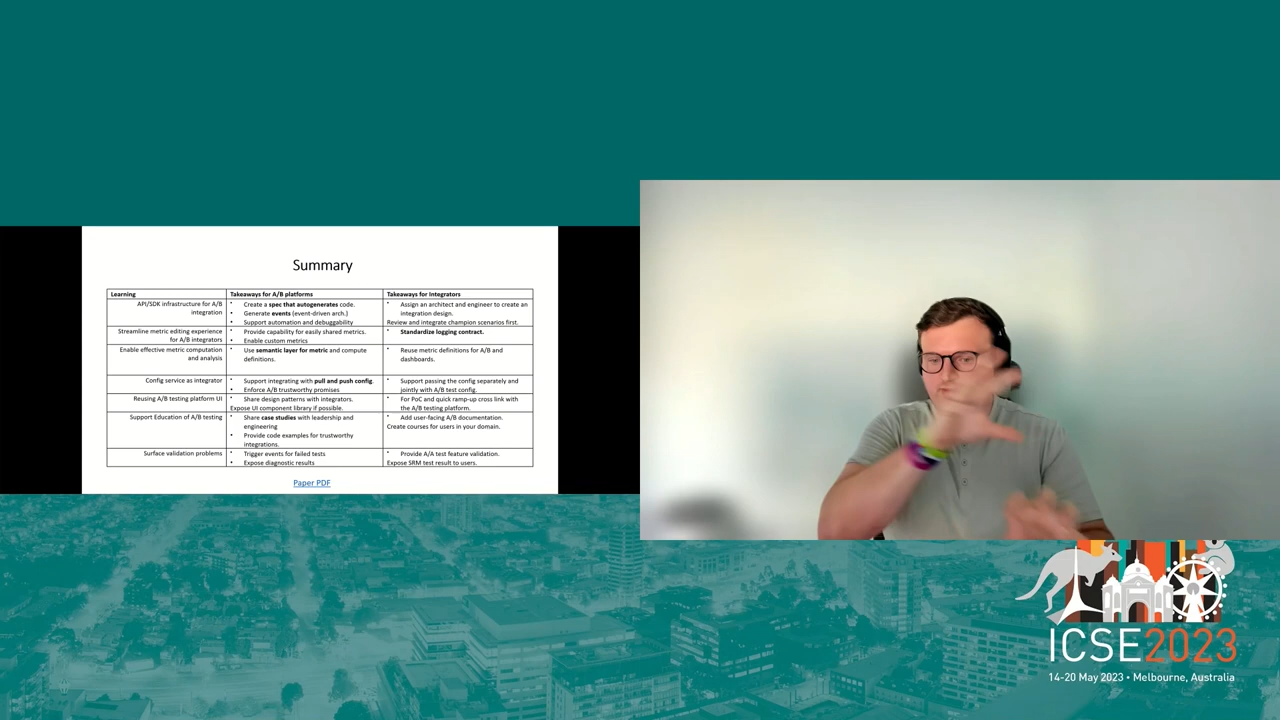 Summary
Learning
Takeaways for A/B platforms
Takeaways for Integrators
API/SDK infrastructure for A/B
integration
• Create a spec that autogenerates code.
• Generate events (event-driven arch.)
• Support automation and debuggability
• Assign an architect and engineer to create an
integration design.
Review and integrate champion scenarios first.
Streamline metric editing experience
for A/B integrators
• Provide capability for easily shared metrics.
• Enable custom metrics
• Standardize logging contract.
Enable effective metric computation
and analysis
• Use semantic layer for metric and compute
definitions.
• Reuse metric definitions for A/B and
dashboards.
Config service as integrator
• Support integrating with pull and push config.
• Enforce A/B trustworthy promises
• Support passing the config separately and
jointly with A/B test config.
Reusing A/B testing platform UI
• Share design patterns with integrators.
Expose UI component library if possible.
• For PoC and quick ramp-up cross link with
the A/B testing platform.
Support Education of A/B testing
• Share case studies with leadership and
engineering
• Provide code examples for trustworthy
integrations.
• Add user-facing A/B documentation.
Create courses for users in your domain.
Surface validation problems
• Trigger events for failed tests
• Expose diagnostic results
• Provide A/A test feature validation.
Expose SRM test result to users.
Paper PDF
ICSE2023
14-20 May 2023 • Melbourne, Australia